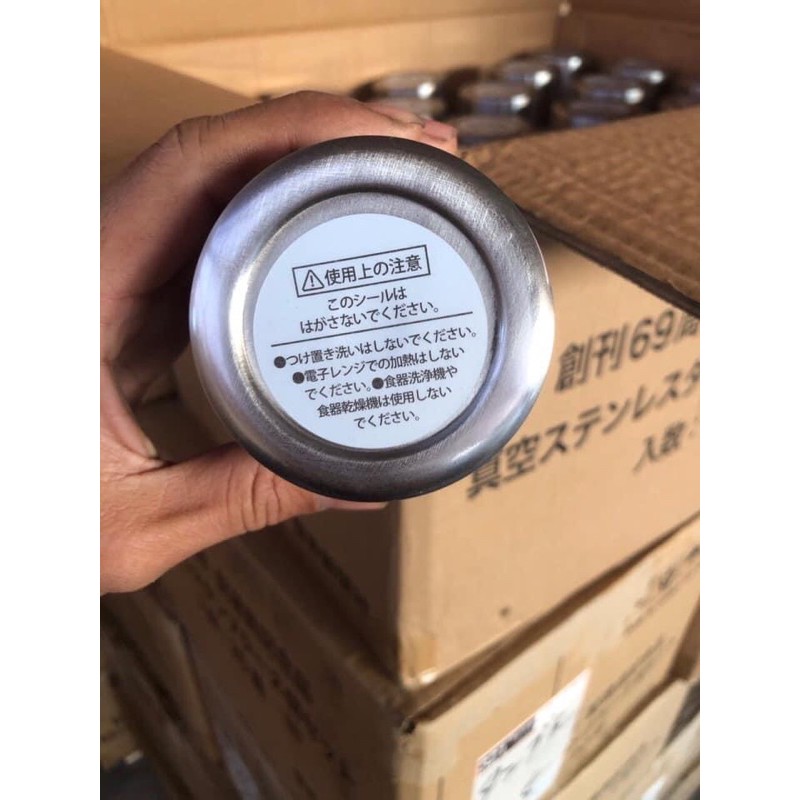 ⚠使用上の注意
このシールは
はがさないでください。
●つけ置き洗いはしないでください。
●電子レンジでの加熱はしない
でください。●食器洗浄機や
食器乾燥機は使用しない
でください。
創刊69周
真空ステンレスタ
入数: